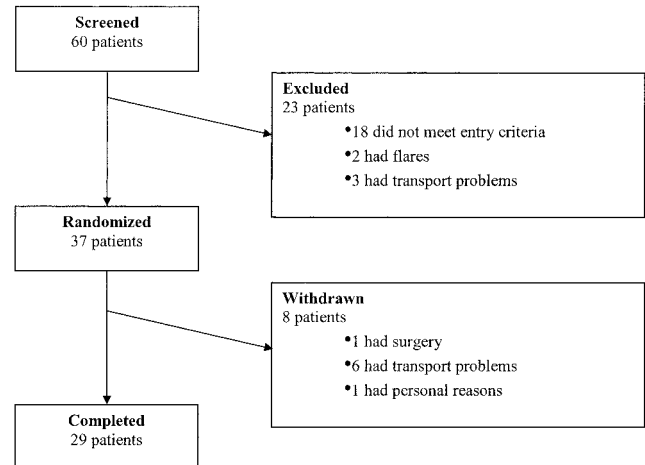 Screened
60 patients
Excluded
23 patients
•18 did not meet entry criteria
•2 had flares
•3 had transport problems
Randomized
37 patients
Withdrawn
8 patients
•1 had surgery
•6 had transport problems
•1 had personal reasons
Completed
29 patients